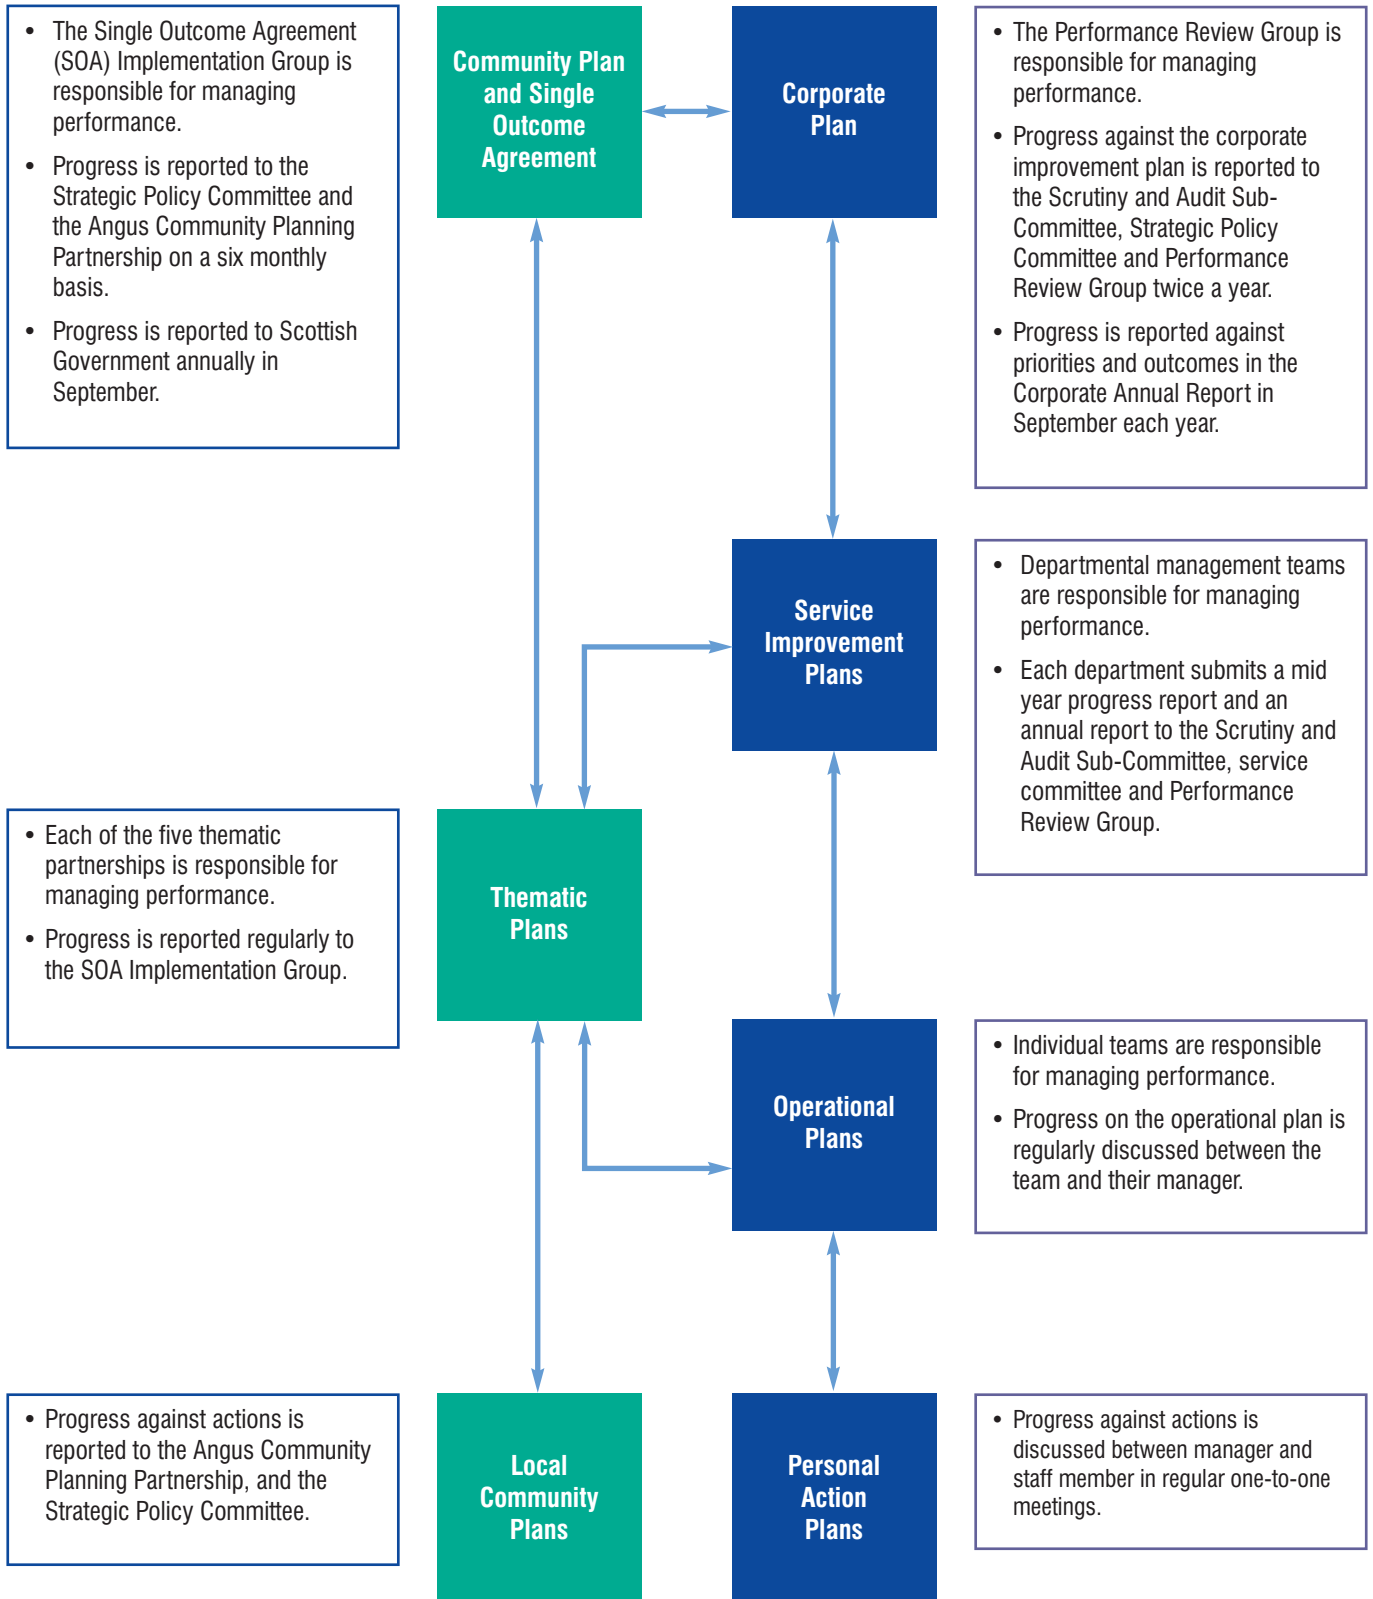 • The Single Outcome Agreement
(SOA) Implementation Group is
responsible for managing
performance.
• Progress is reported to the
Strategic Policy Committee and
the Angus Community Planning
Partnership on a six monthly
basis.
• Progress is reported to Scottish
Government annually in
September.
Community Plan
and Single
Outcome
Agreement
Corporate
Plan
• The Performance Review Group is
responsible for managing
performance.
• Progress against the corporate
improvement plan is reported to
the Scrutiny and Audit Sub-
Committee, Strategic Policy
Committee and Performance
Review Group twice a year.
• Progress is reported against
priorities and outcomes in the
Corporate Annual Report in
September each year.
Service
Improvement
Plans
• Departmental management teams
are responsible for managing
performance.
• Each department submits a mid
year progress report and an
annual report to the Scrutiny and
Audit Sub-Committee, service
committee and Performance
Review Group.
• Each of the five thematic
partnerships is responsible for
managing performance.
• Progress is reported regularly to
the SOA Implementation Group.
Thematic
Plans
Operational
Plans
• Individual teams are responsible
for managing performance.
• Progress on the operational plan is
regularly discussed between the
team and their manager.
• Progress against actions is
reported to the Angus Community
Planning Partnership, and the
Strategic Policy Committee.
Local
Community
Plans
Personal
Action
Plans
• Progress against actions is
discussed between manager and
staff member in regular one-to-one
meetings.